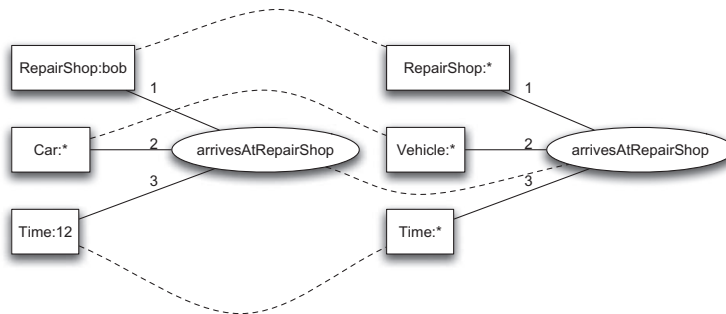 RepairShop:bob
1
Car:*
2
arrivesAtRepairShop
3
Time:12
RepairShop:*
1
Vehicle:*
2
arrivesAtRepairShop
3
Time:*